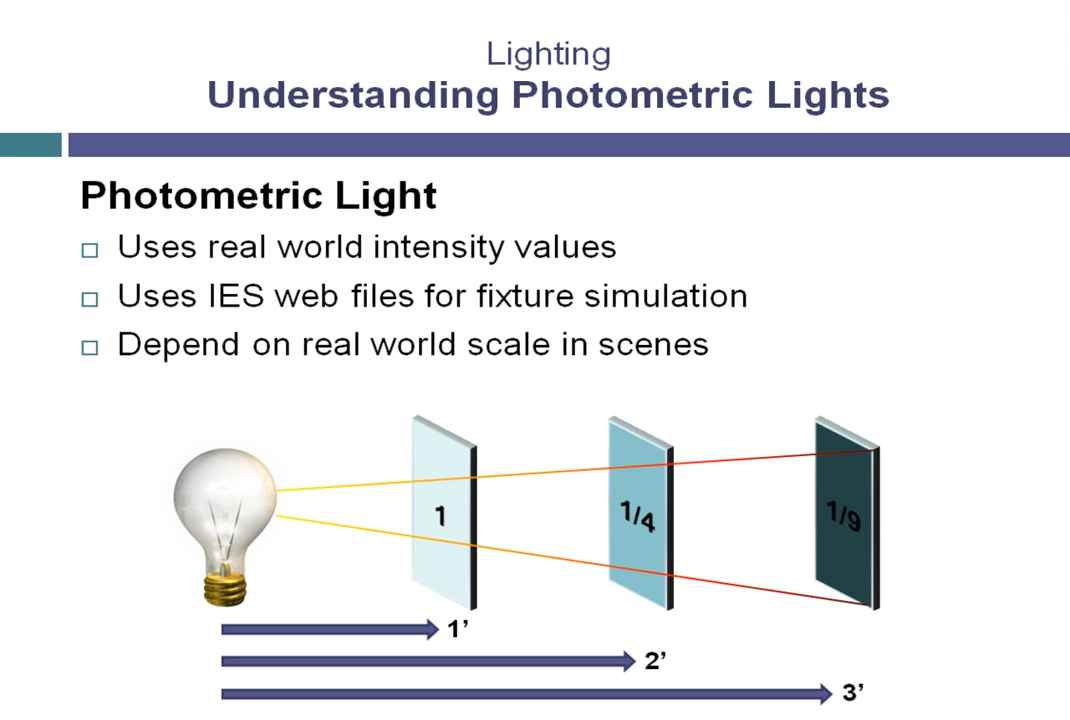 Lighting
Understanding Photometric Lights
Photometric Light
Uses real world intensity values
Uses IES web files for fixture simulation
Depend on real world scale in scenes
1
1/4
1/9
1’
2’
3’